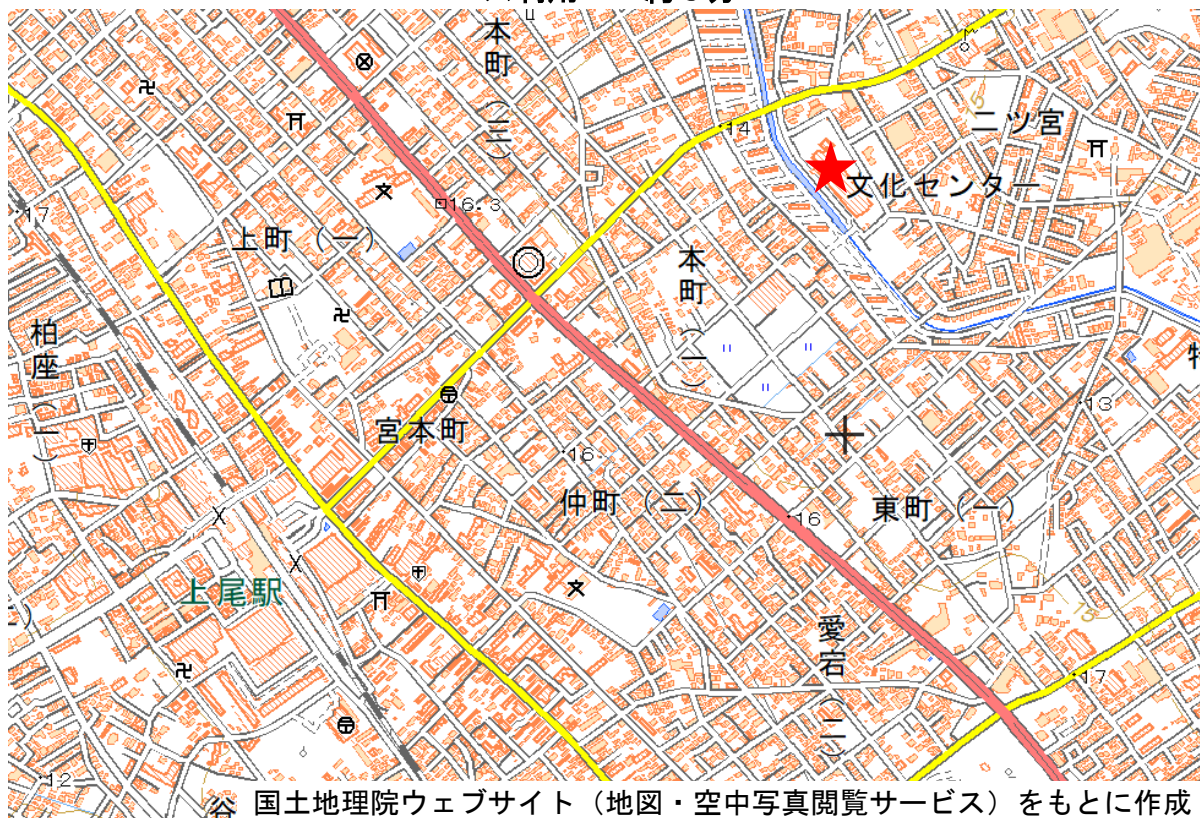 本町(三)
14
二ツ宮
文化センター
17
16.3
上町(一)
本町(一)
柏座(一)
13
宮本町
16
仲町(二)
16
東町(一)
上尾駅
15
愛宕(二)
17
12
谷
国土地理院ウェブサイト(地図・空中写真閲覧サービス)をもとに作成